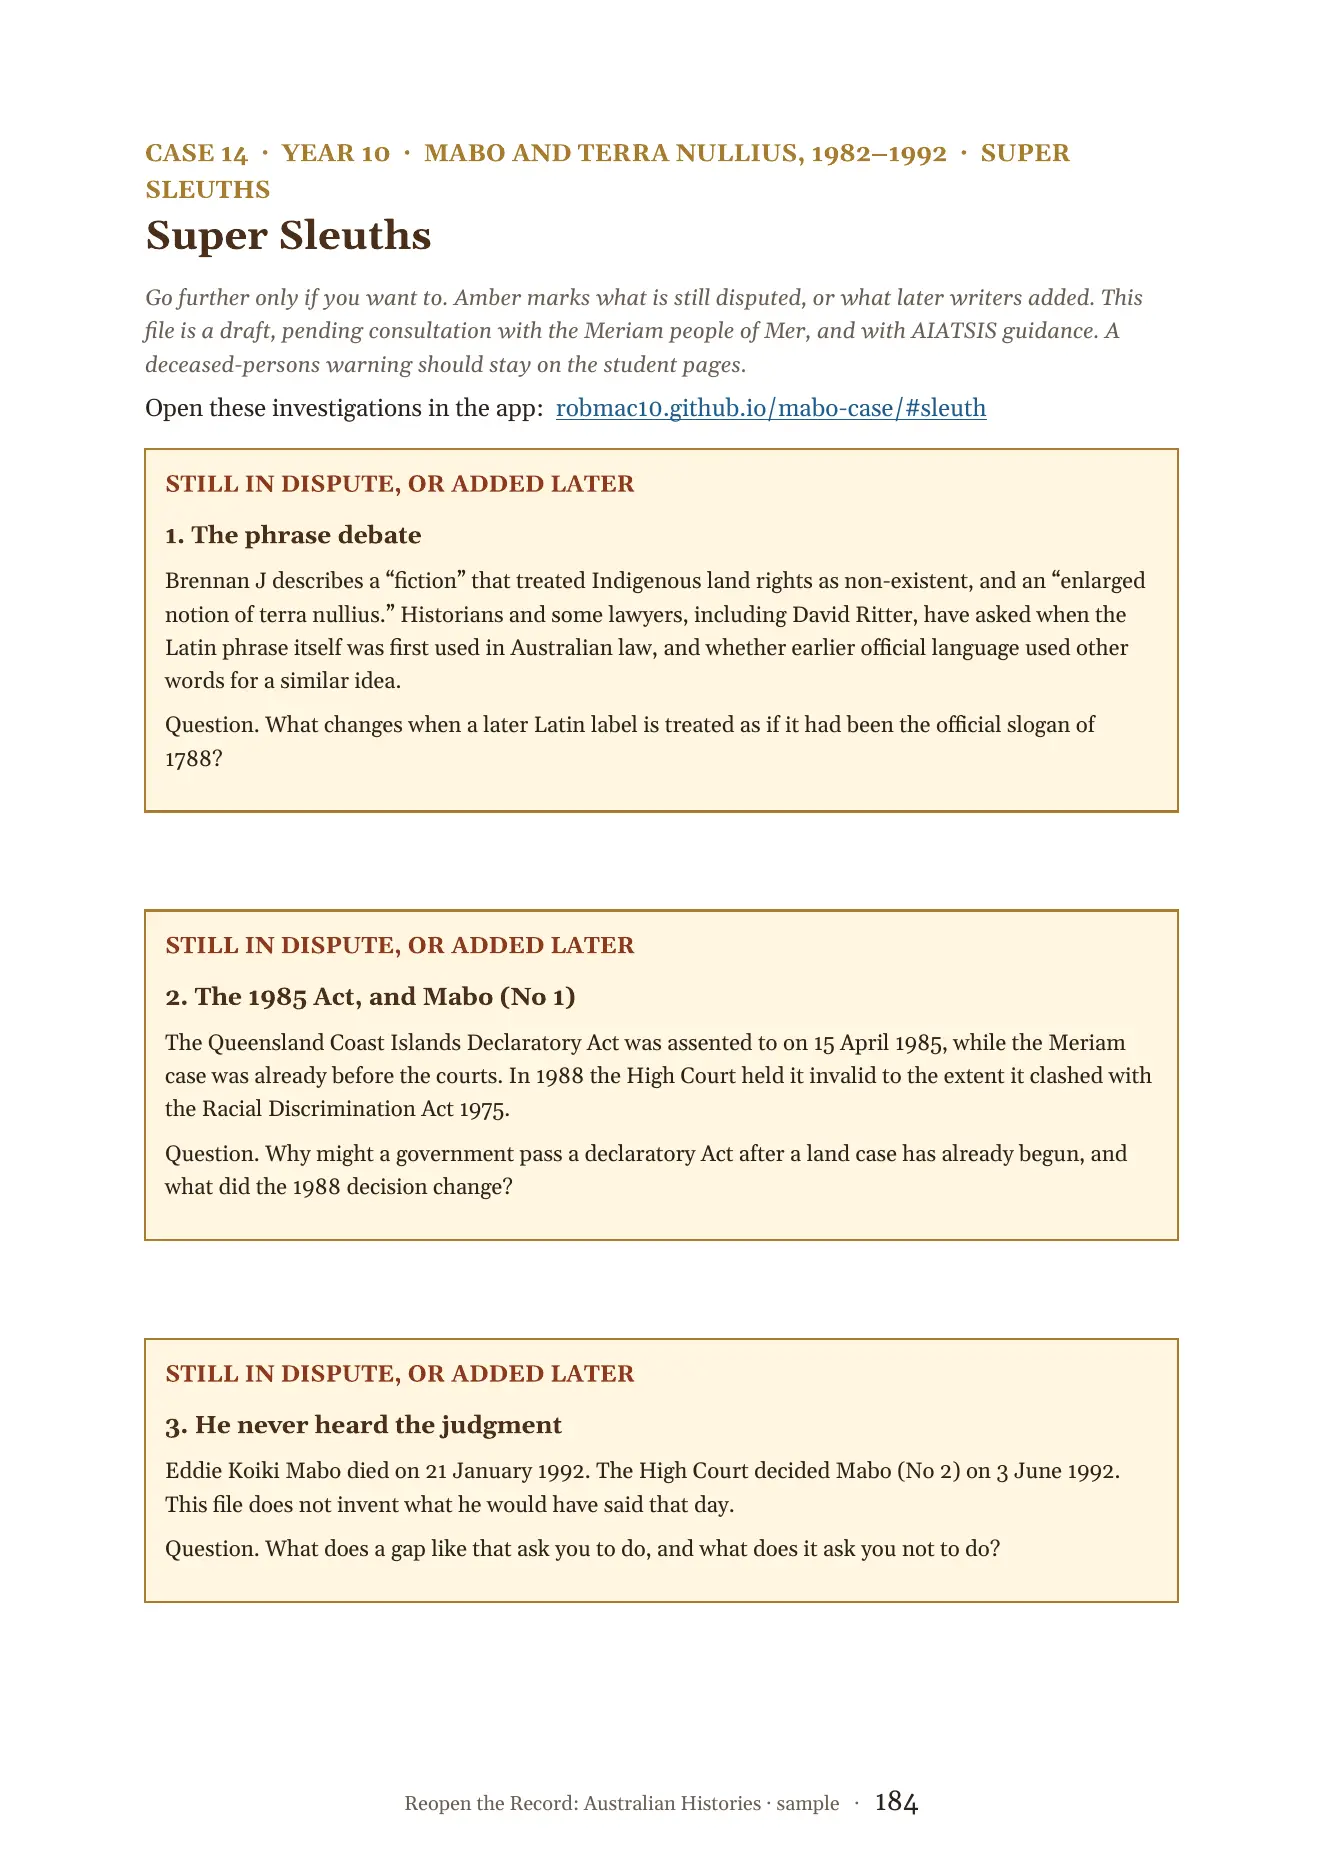 CASE 14 · YEAR 10 · MABO AND TERRA NULLIUS, 1982–1992 · SUPER
SLEUTHS
Super Sleuths
Go further only if you want to. Amber marks what is still disputed, or what later writers added. This
file is a draft, pending consultation with the Meriam people of Mer, and with AIATSIS guidance. A
deceased-persons warning should stay on the student pages.
Open these investigations in the app: robmac10.github.io/mabo-case/#sleuth
STILL IN DISPUTE, OR ADDED LATER
1. The phrase debate
Brennan J describes a “fiction” that treated Indigenous land rights as non-existent, and an “enlarged
notion of terra nullius.” Historians and some lawyers, including David Ritter, have asked when the
Latin phrase itself was first used in Australian law, and whether earlier official language used other
words for a similar idea.
Question. What changes when a later Latin label is treated as if it had been the official slogan of
1788?
STILL IN DISPUTE, OR ADDED LATER
2. The 1985 Act, and Mabo (No 1)
The Queensland Coast Islands Declaratory Act was assented to on 15 April 1985, while the Meriam
case was already before the courts. In 1988 the High Court held it invalid to the extent it clashed with
the Racial Discrimination Act 1975.
Question. Why might a government pass a declaratory Act after a land case has already begun, and
what did the 1988 decision change?
STILL IN DISPUTE, OR ADDED LATER
3. He never heard the judgment
Eddie Koiki Mabo died on 21 January 1992. The High Court decided Mabo (No 2) on 3 June 1992.
This file does not invent what he would have said that day.
Question. What does a gap like that ask you to do, and what does it ask you not to do?
Reopen the Record: Australian Histories · sample · 184